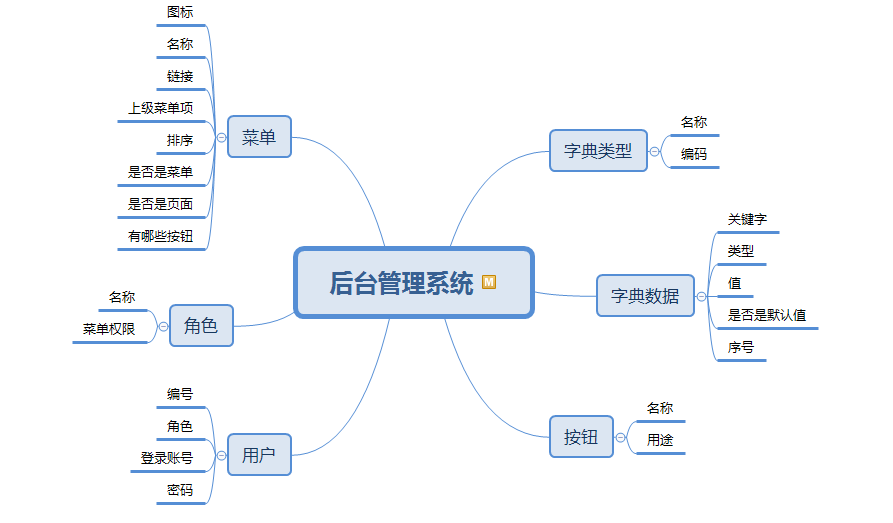 后台管理系统
M
菜单
图标
名称
链接
上级菜单项
排序
是否是菜单
是否是页面
有哪些按钮
角色
名称
菜单权限
用户
编号
角色
登录账号
密码
字典类型
名称
编码
字典数据
关键字
类型
值
是否是默认值
序号
按钮
名称
用途